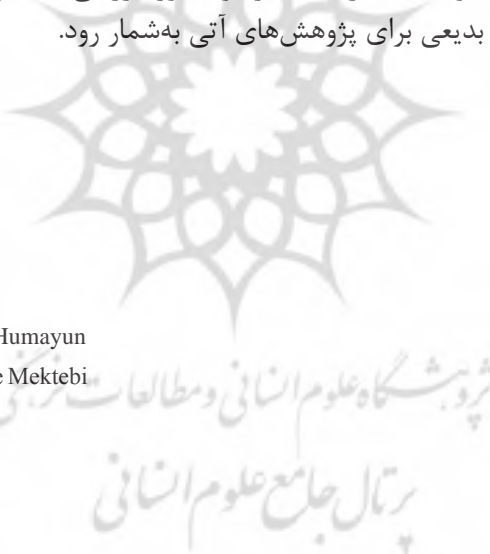 بدیعی برای پژوهش‌های آتی به‌شمار رود.
Humayun
e Mektebi
پژوهشگاه علوم انسانی و مطالعات فرهنگی
پرتال جامع علوم انسانی